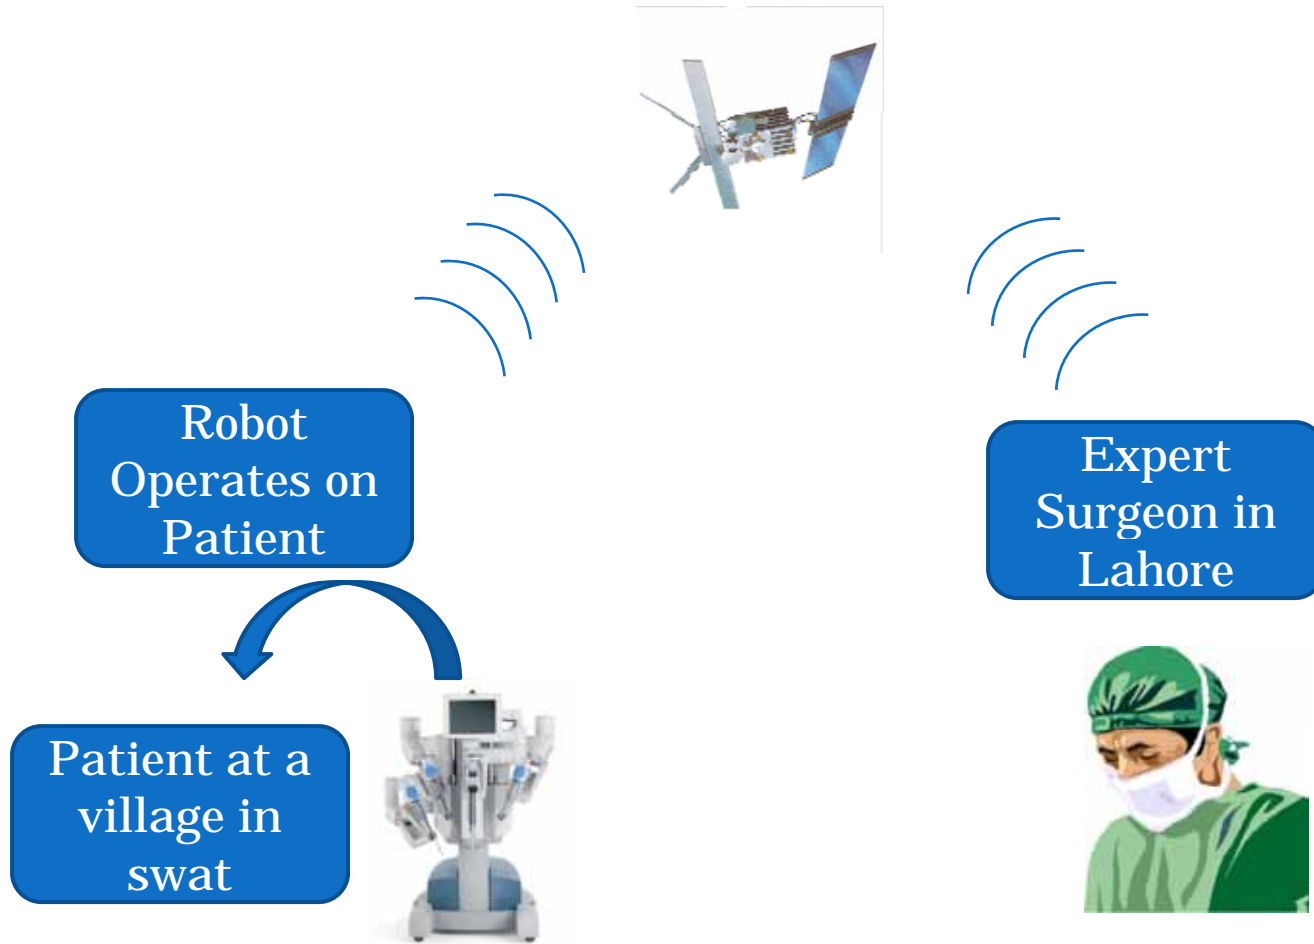 Robot
Operates on
Patient
Expert
Surgeon in
Lahore
Patient at a
village in
swat